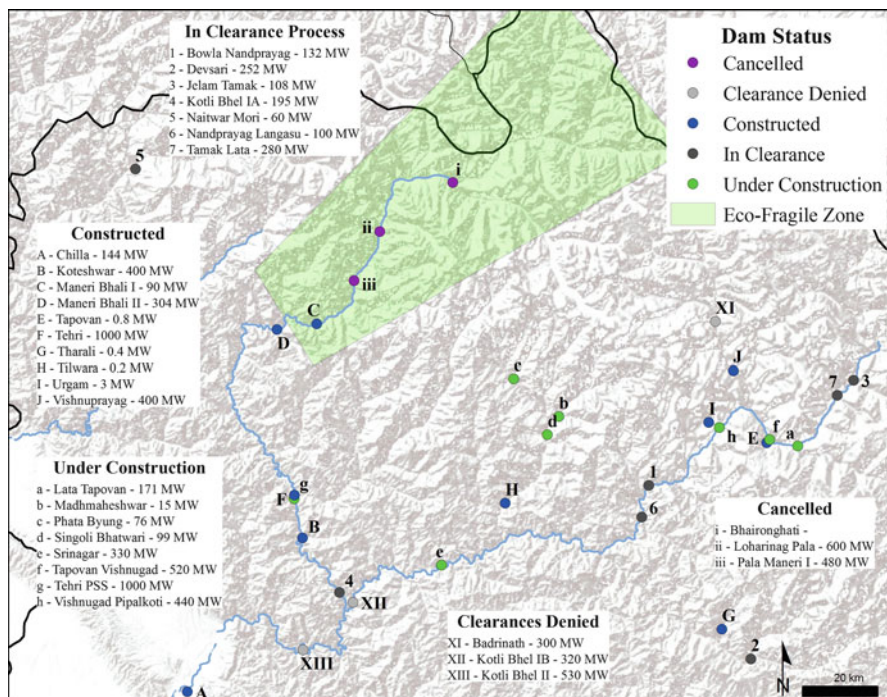 In Clearance Process
1 - Bowla Nandprayag - 132 MW
2 - Devsari - 252 MW
3 - Jelam Tamak - 108 MW
4 - Kotli Bhel IA - 195 MW
5 - Naitwar Mori - 60 MW
6 - Nandprayag Langasu - 100 MW
7 - Tamak Lata - 280 MW
Dam Status
Cancelled
Clearance Denied
Constructed
In Clearance
Under Construction
Eco-Fragile Zone
5
i
ii
iii
Constructed
A - Chilla - 144 MW
B - Koteshwar - 400 MW
C - Maneri Bhali I - 90 MW
D - Maneri Bhali II - 304 MW
E - Tapovan - 0.8 MW
F - Tehri - 1000 MW
G - Tharali - 0.4 MW
H - Tilwara - 0.2 MW
I - Urgam - 3 MW
J - Vishnuprayag - 400 MW
C
D
XI
J
c
7
3
b
d
I
h
f
E
a
Under Construction
a - Lata Tapovan - 171 MW
b - Madhmaheshwar - 15 MW
c - Phata Byung - 76 MW
d - Singoli Bhatwari - 99 MW
e - Srinagar - 330 MW
f - Tapovan Vishnugad - 520 MW
g - Tehri PSS - 1000 MW
h - Vishnugad Pipalkoti - 440 MW
g
F
H
1
6
B
Cancelled
i - Bhaironghati -
ii - Loharinag Pala - 600 MW
iii - Pala Maneri I - 480 MW
e
4
XII
XIII
Clearances Denied
XI - Badrinath - 300 MW
XII - Kotli Bhel IB - 320 MW
XIII - Kotli Bhel II - 530 MW
G
2
A
N
20 km